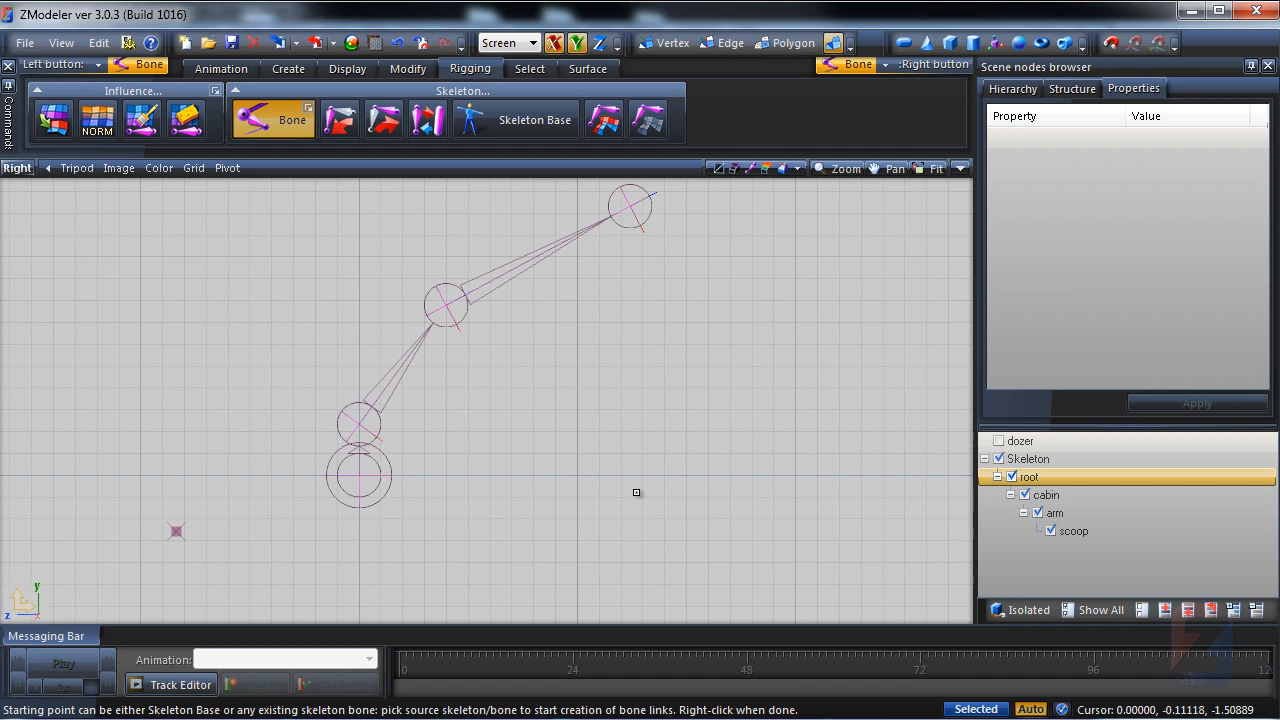 ZModeler ver 3.0.3 (Build 1016)
File View Edit Screen X Y Z Vertex Edge Polygon
Left button: Bone Animation Create Display Modify Rigging Select Surface Bone :Right button
Commands
Influence... Skeleton...
NORM Bone Skeleton Base
Right Tripod Image Color Grid Pivot Zoom Pan Fit
Scene nodes browser
Hierarchy Structure Properties
Property Value
Apply
dozer
Skeleton
root
cabin
arm
scoop
y
z x
Isolated Show All
Messaging Bar
Play Animation:
Track Editor
0 24 48 72 96
Starting point can be either Skeleton Base or any existing skeleton bone: pick source skeleton/bone to start creation of bone links. Right-click when done. Selected Auto Cursor: 0.00000, -0.11118, -1.50889